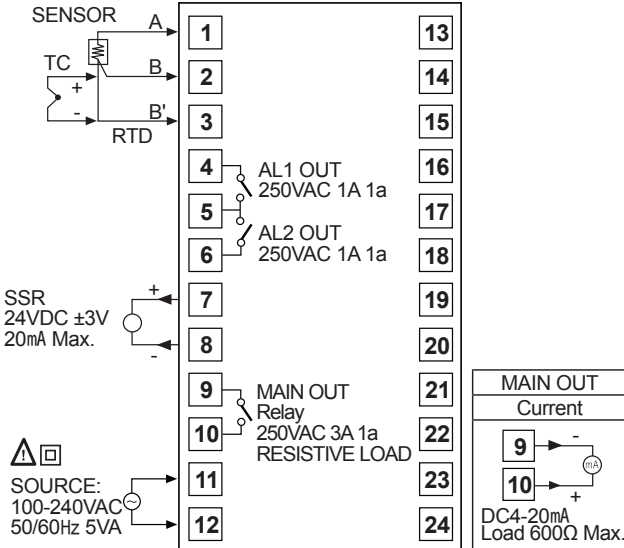 SENSOR
A
TC
+
B
-
B'
RTD
1
2
3
4
5
6
7
8
9
10
11
12
AL1 OUT
250VAC 1A 1a
AL2 OUT
250VAC 1A 1a
SSR
24VDC ±3V
20mA Max.
+
-
MAIN OUT
Relay
250VAC 3A 1a
RESISTIVE LOAD
SOURCE:
100-240VAC
50/60Hz 5VA
13
14
15
16
17
18
19
20
21
22
23
24
MAIN OUT
Current
9
-
mA
10
+
DC4-20mA
Load 600Ω Max.